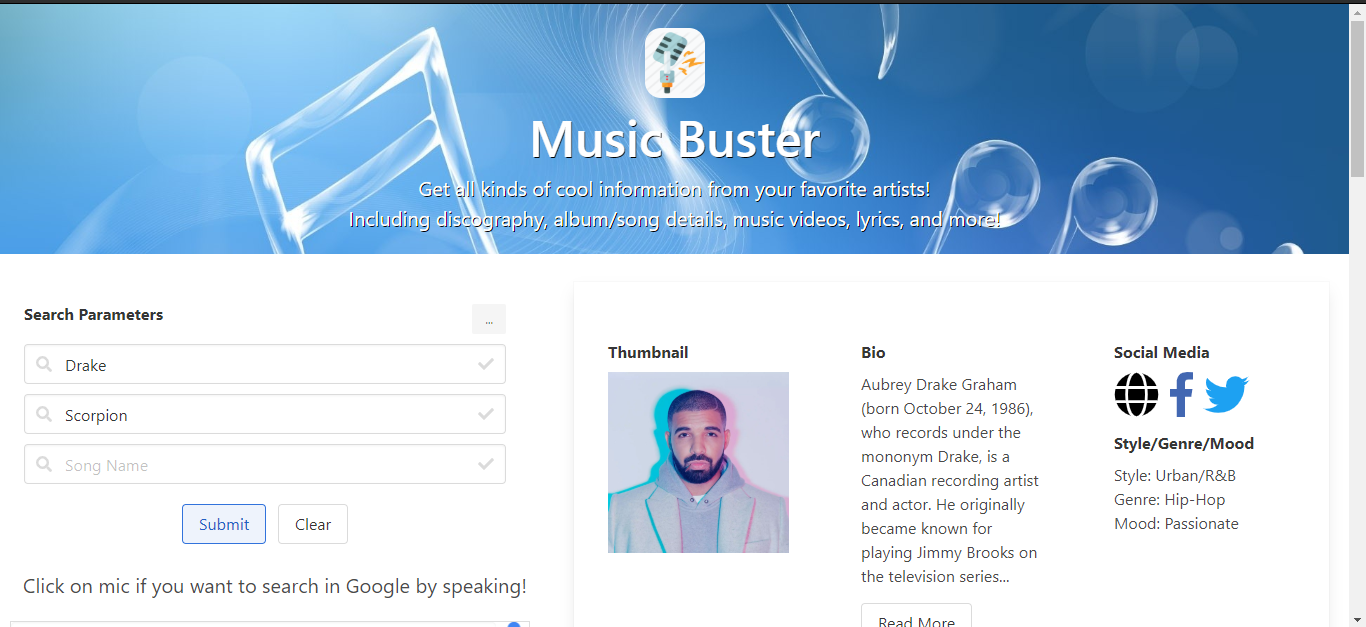 Music Buster
Get all kinds of cool information from your favorite artists!
Including discography, album/song details, music videos, lyrics, and more!
Search Parameters
...
Drake
Scorpion
Song Name
Submit
Clear
Click on mic if you want to search in Google by speaking!
Thumbnail
Bio
Aubrey Drake Graham
(born October 24, 1986),
who records under the
mononym Drake, is a
Canadian recording artist
and actor. He originally
became known for
playing Jimmy Brooks on
the television series...
Read More
Social Media
Style/Genre/Mood
Style: Urban/R&B
Genre: Hip-Hop
Mood: Passionate